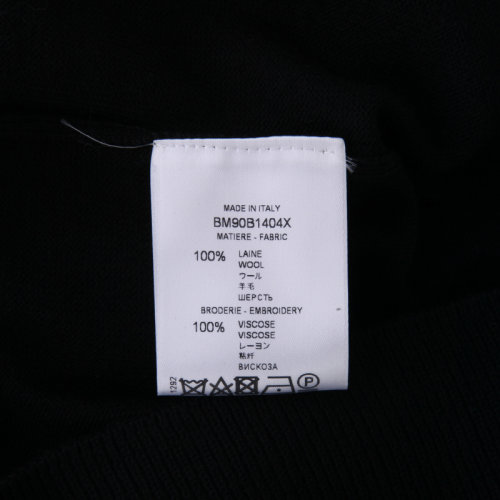 MADE IN ITALY
BM90B1404X
MATIERE - FABRIC
100% LAINE
WOOL
ウール
羊毛
ШЕРСТЬ
BRODERIE - EMBROIDERY
100% VISCOSE
VISCOSE
レーヨン
粘纤
ВИСКОЗА
1292
P